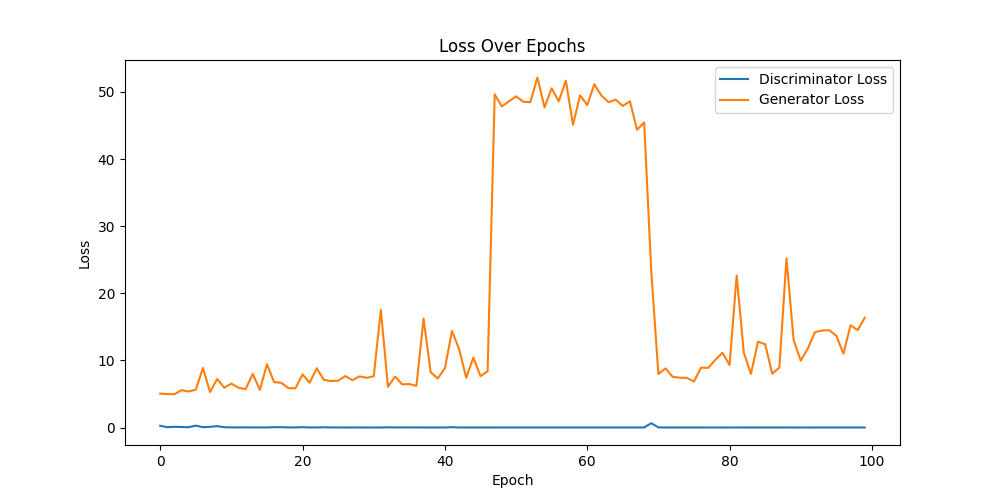 Loss Over Epochs
Discriminator Loss
Generator Loss
50
40
30
20
10
0
Loss
0 20 40 60 80 100
Epoch